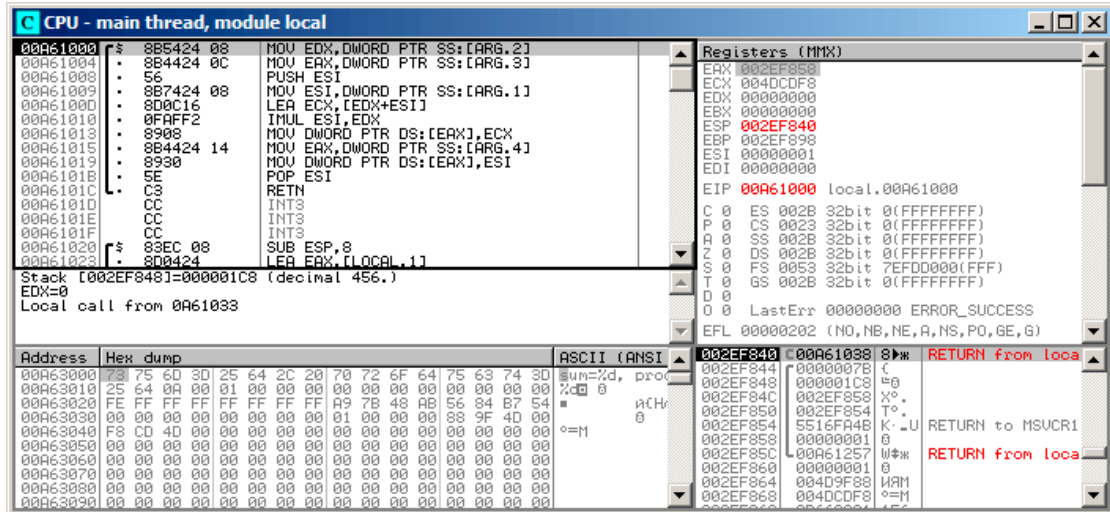 CPU - main thread, module local
00A61000 $ 8B5424 08 MOV EDX,DWORD PTR SS:[ARG.2]
00A61004 . 8B4424 0C MOV EAX,DWORD PTR SS:[ARG.3]
00A61008 . 56 PUSH ESI
00A61009 . 8B7424 08 MOV ESI,DWORD PTR SS:[ARG.1]
00A6100D . 8D0C16 LEA ECX,[EDX+ESI]
00A61010 . 0FAFF2 IMUL ESI,EDX
00A61013 . 8908 MOV DWORD PTR DS:[EAX],ECX
00A61015 . 8B4424 14 MOV EAX,DWORD PTR SS:[ARG.4]
00A61019 . 8930 MOV DWORD PTR DS:[EAX],ESI
00A6101B . 5E POP ESI
00A6101C . C3 RETN
00A6101D CC INT3
00A6101E CC INT3
00A6101F CC INT3
00A61020 $ 83EC 08 SUB ESP,8
00A61023 . 8D0424 LEA EAX,[LOCAL.1]
Stack [002EF848]=000001C8 (decimal 456.)
EDX=0
Local call from 0A61033
Registers (MMX)
EAX 002EF858
ECX 004DCDF8
EDX 00000000
EBX 00000000
ESP 002EF840
EBP 002EF898
ESI 00000001
EDI 00000000
EIP 00A61000 local.00A61000
C 0 ES 002B 32bit 0(FFFFFFFF)
P 0 CS 0023 32bit 0(FFFFFFFF)
A 0 SS 002B 32bit 0(FFFFFFFF)
Z 0 DS 002B 32bit 0(FFFFFFFF)
S 0 FS 0053 32bit 7EFDD000(FFF)
T 0 GS 002B 32bit 0(FFFFFFFF)
D 0
O 0 LastErr 00000000 ERROR_SUCCESS
EFL 00000202 (NO,NB,NE,A,NS,PO,GE,G)
Address Hex dump ASCII (ANSI
00A63000 73 75 6D 3D 25 64 2C 20 70 72 6F 64 75 63 74 3D sum=%d, prod
00A63010 25 64 0A 00 01 00 00 00 00 00 00 00 00 00 00 00 %d
00A63020 FE FF FF FF FF FF FF FF A9 7B 48 AB 56 84 B7 54
00A63030 00 00 00 00 00 00 00 00 01 00 00 00 88 9F 4D 00
00A63040 F8 CD 4D 00 00 00 00 00 00 00 00 00 00 00 00 00 °=M
00A63050 00 00 00 00 00 00 00 00 00 00 00 00 00 00 00 00
00A63060 00 00 00 00 00 00 00 00 00 00 00 00 00 00 00 00
00A63070 00 00 00 00 00 00 00 00 00 00 00 00 00 00 00 00
00A63080 00 00 00 00 00 00 00 00 00 00 00 00 00 00 00 00
00A63090 00 00 00 00 00 00 00 00 00 00 00 00 00 00 00 00
002EF840 00A61038 RETURN from loca
002EF844 0000007B {
002EF848 000001C8
002EF84C 002EF858 X°.
002EF850 002EF854 T°.
002EF854 5516FA4B RETURN to MSVCR1
002EF858 00000001
002EF85C 00A61257 RETURN from loca
002EF860 00000001
002EF864 004D9F88 ИЯM
002EF868 004DCDF8 °=M